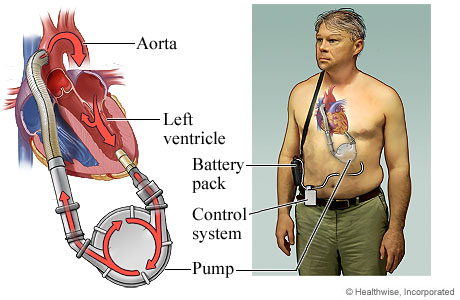 Aorta
Left
ventricle
Battery
pack
Control
system
Pump
© Healthwise, Incorporated